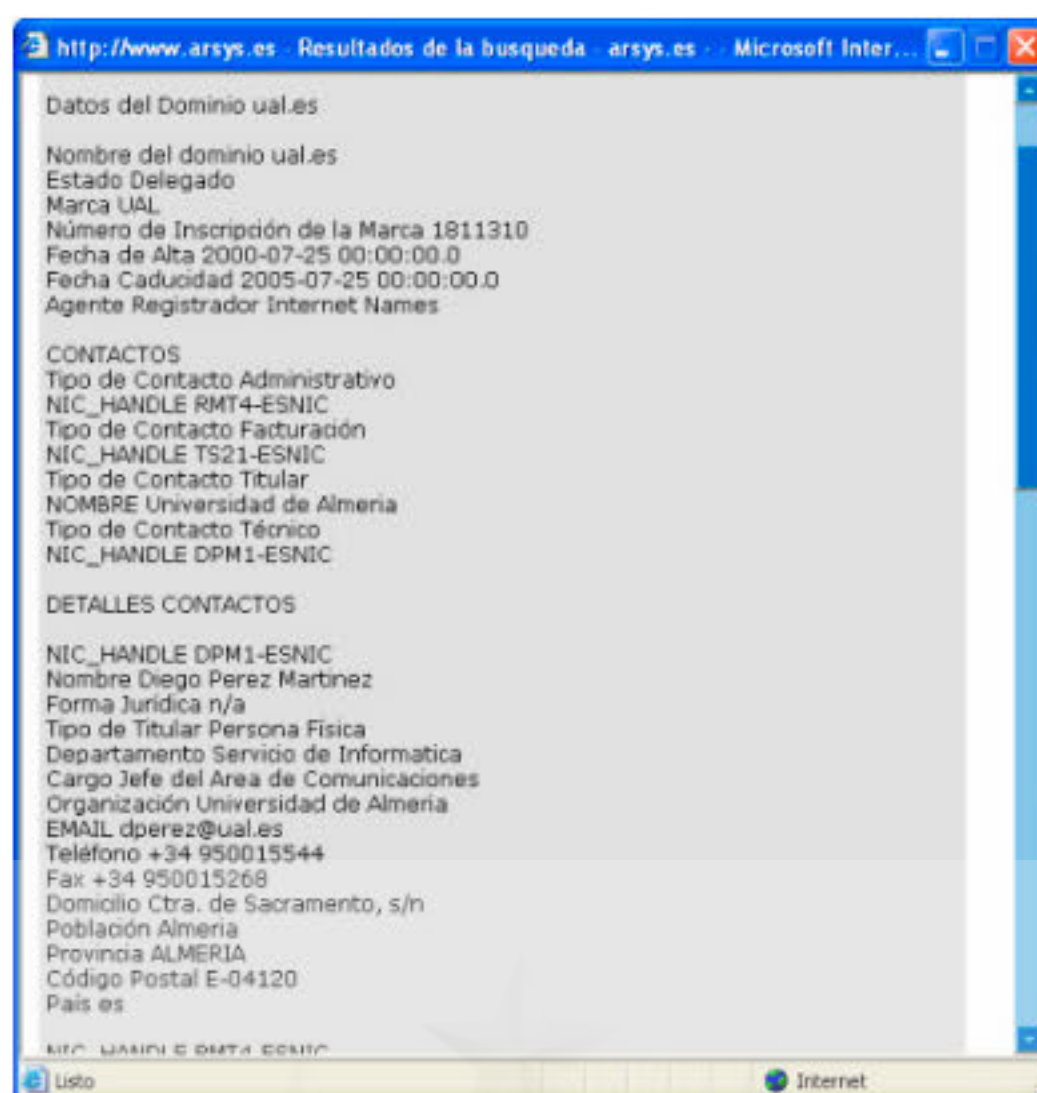 http://www.arsys.es - Resultados de la busqueda - arsys.es - - Microsoft Inter...
Datos del Dominio ual.es
Nombre del dominio ual.es
Estado Delegado
Marca UAL
Número de Inscripción de la Marca 1811310
Fecha de Alta 2000-07-25 00:00:00.0
Fecha Caducidad 2005-07-25 00:00:00.0
Agente Registrador Internet Names
CONTACTOS
Tipo de Contacto Administrativo
NIC_HANDLE RMT4-ESNIC
Tipo de Contacto Facturación
NIC_HANDLE TS21-ESNIC
Tipo de Contacto Titular
NOMBRE Universidad de Almeria
Tipo de Contacto Técnico
NIC_HANDLE DPM1-ESNIC
DETALLES CONTACTOS
NIC_HANDLE DPM1-ESNIC
Nombre Diego Perez Martinez
Forma Jurídica n/a
Tipo de Titular Persona Física
Departamento Servicio de Informatica
Cargo Jefe del Area de Comunicaciones
Organización Universidad de Almeria
EMAIL dperez@ual.es
Teléfono +34 950015544
Fax +34 950015268
Domicilio Ctra. de Sacramento, s/n
Población Almeria
Provincia ALMERIA
Código Postal E-04120
País es
NIC_HANDLE RMT4-ESNIC
Listo
Internet